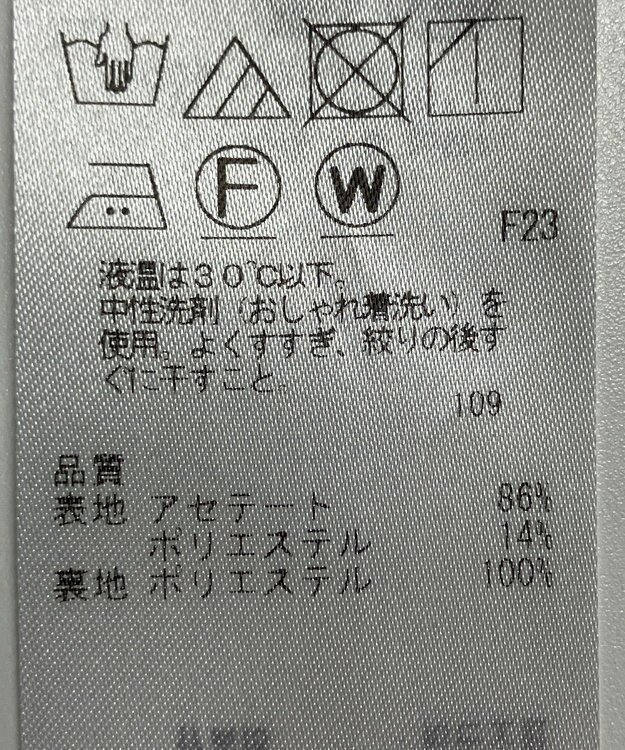 F
W
F23
液温は30℃以下。
中性洗剤（おしゃれ着洗い）を
使用。よくすすぎ、絞りの後す
ぐに干すこと。
109
品質
表地 アセテート 86%
ポリエステル 14%
裏地 ポリエステル 100%